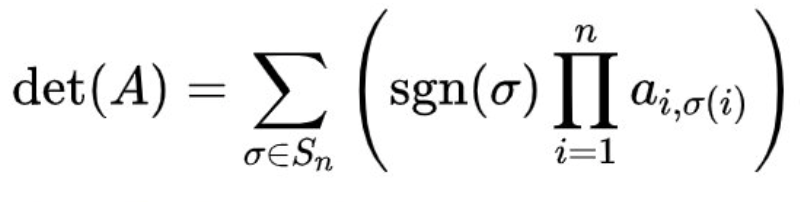 det(A) = ∑_{σ∈S_n} ( sgn(σ) ∏_{i=1}^{n} a_{i,σ(i)} )